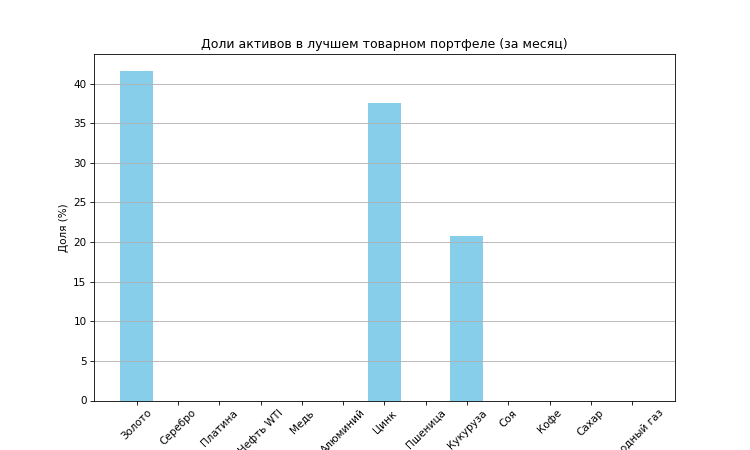 Доли активов в лучшем товарном портфеле (за месяц)
Доля (%)
40
35
30
25
20
15
10
5
0
Золото
Серебро
Платина
Нефть WTI
Медь
Алюминий
Цинк
Пшеница
Кукуруза
Соя
Кофе
Сахар
газ